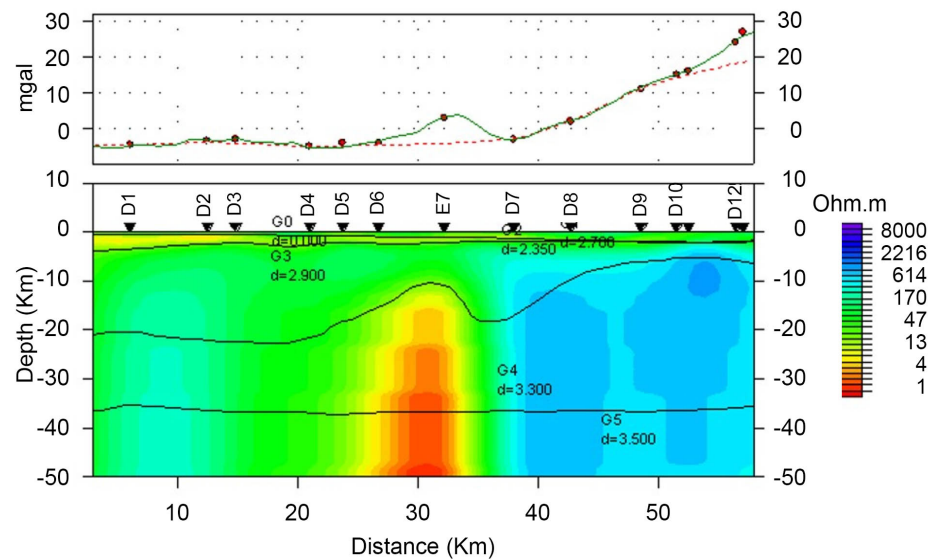 30 30
20 20
mgal
10 10
0 0
10 10
D1 D2 D3 D4 D5 D6 E7 D7 D8 D9 D10 D12
Ohm.m
0 0
G0
d=0.000 d=2.350 d=2.700
G3
d=2.900
8000
2216
614
170
47
13
4
1
Depth (Km)
-10 -10
-20 -20
G4
d=3.300
-30 -30
G5
d=3.500
-40 -40
-50 -50
10 20 30 40 50
Distance (Km)